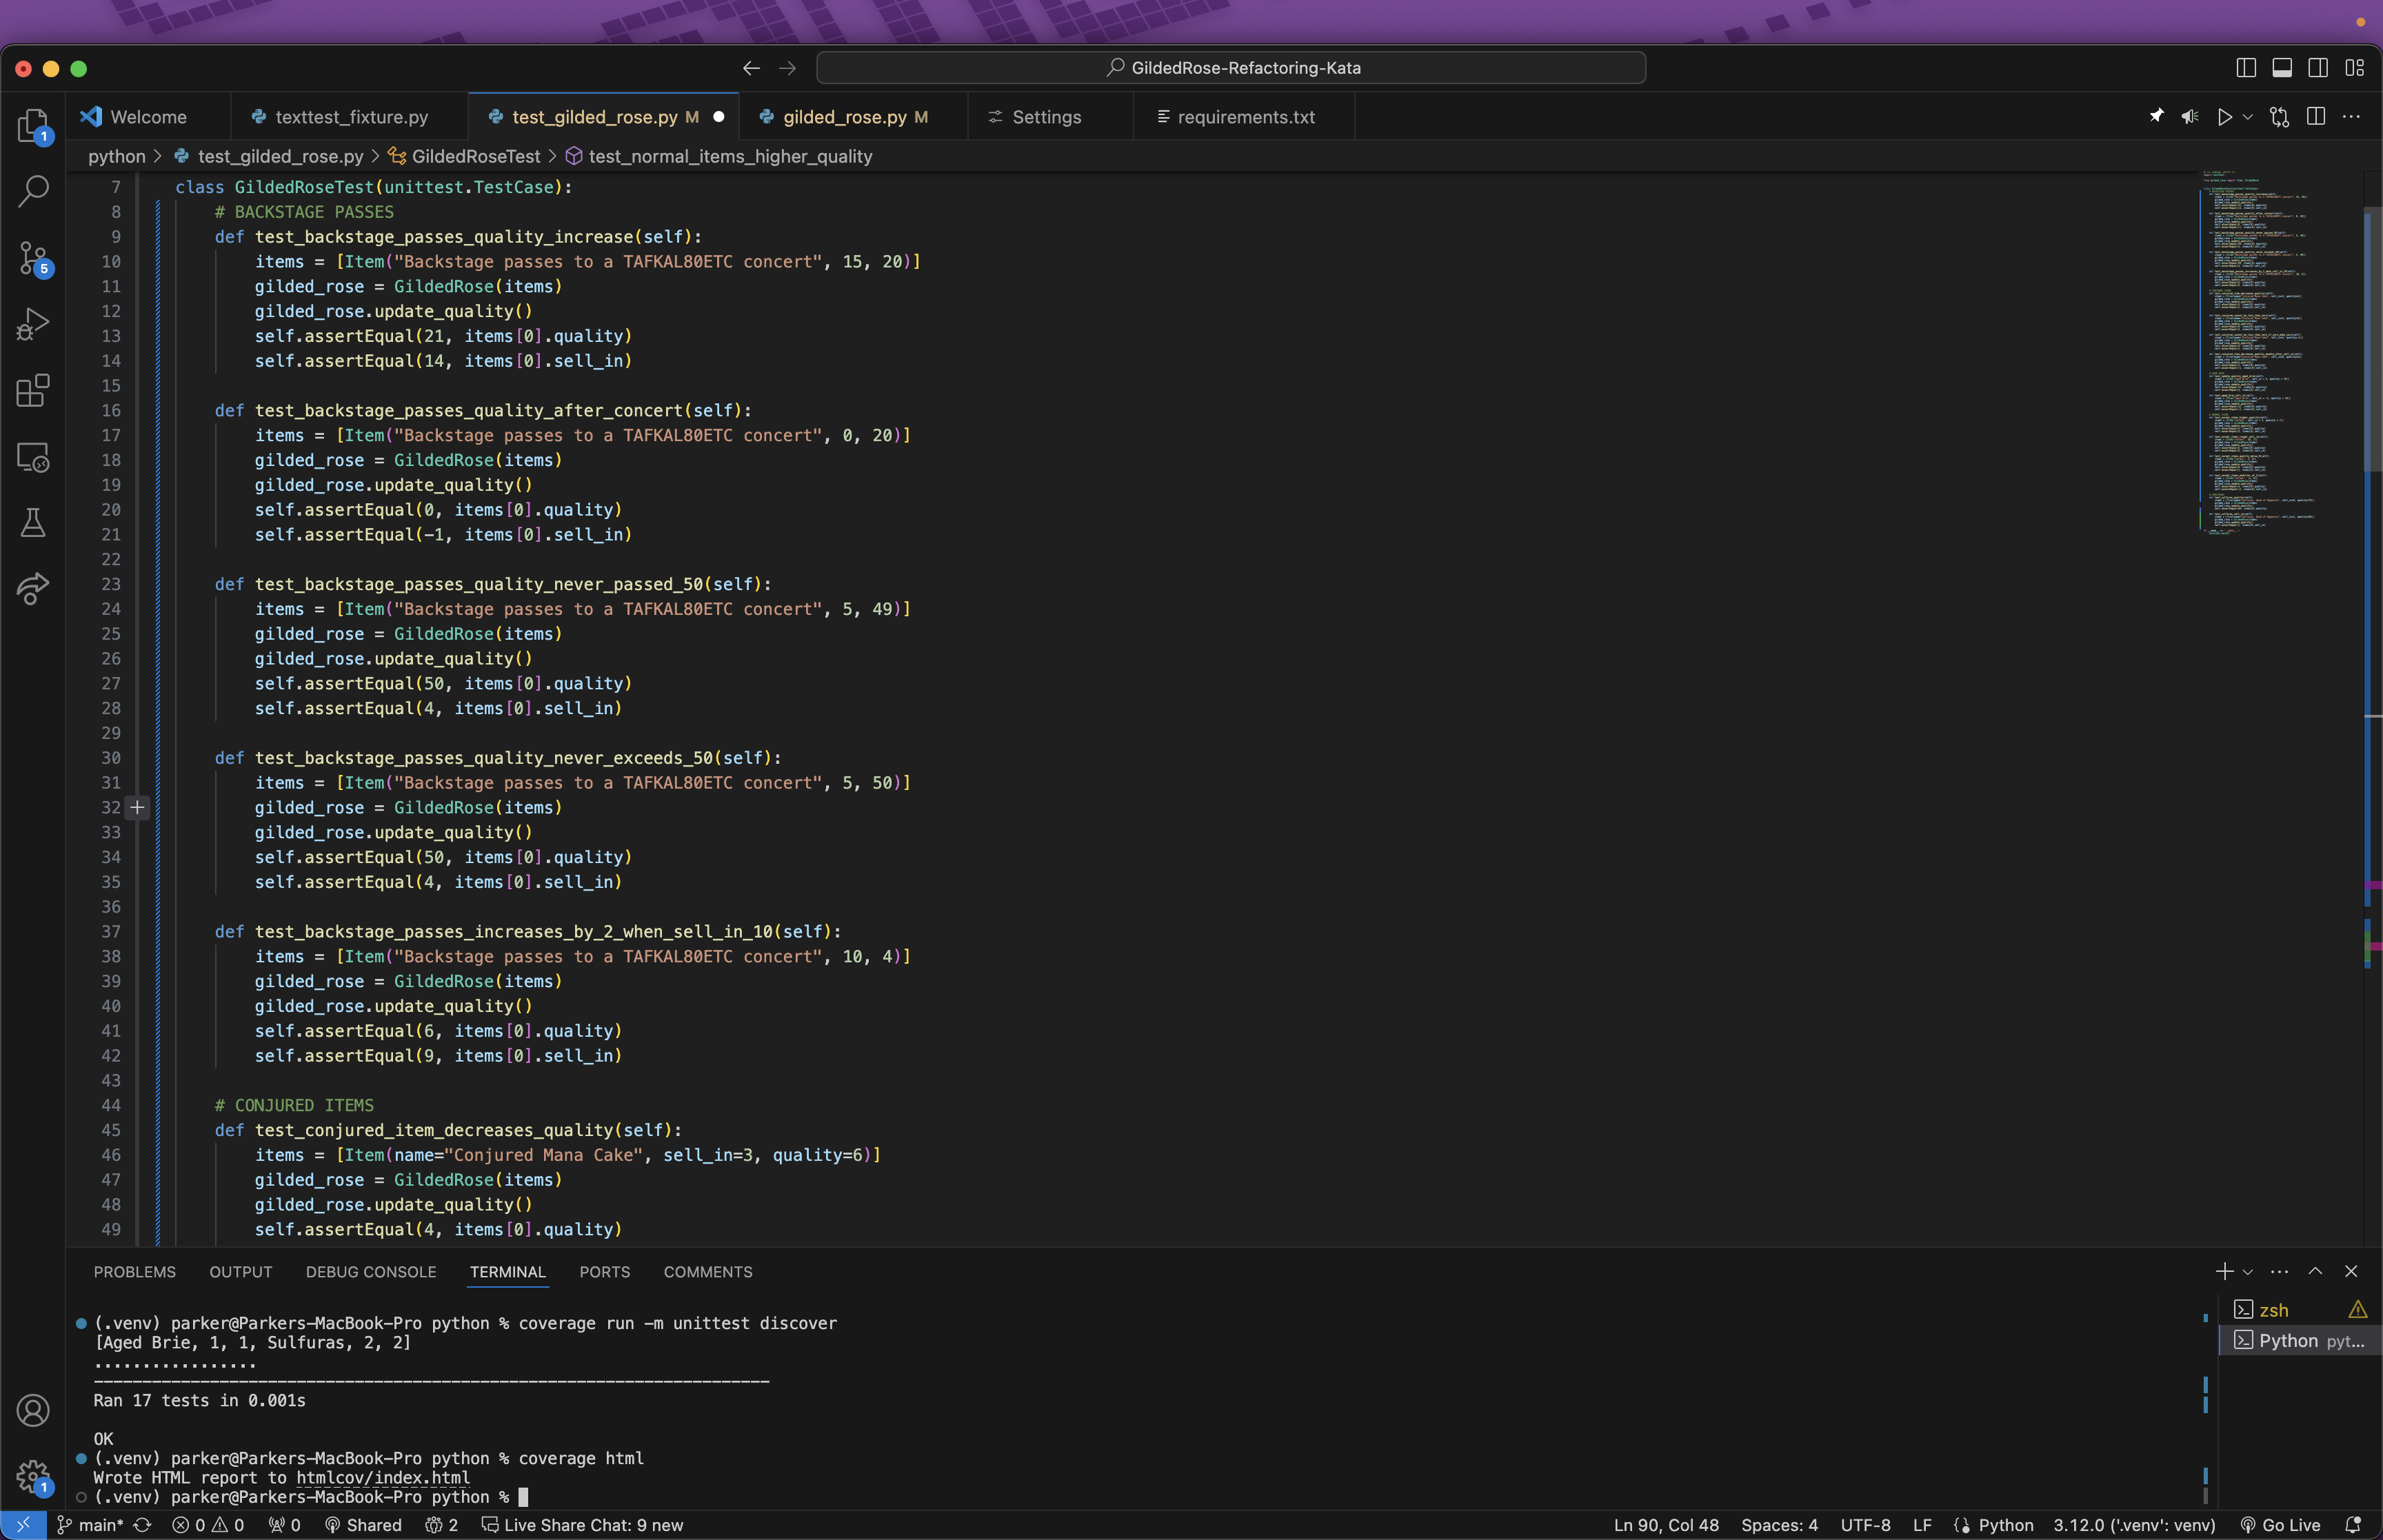 GildedRose-Refactoring-Kata
Welcome
texttest_fixture.py
test_gilded_rose.py M
gilded_rose.py M
Settings
requirements.txt
python > test_gilded_rose.py > GildedRoseTest > test_normal_items_higher_quality
1
5
7 class GildedRoseTest(unittest.TestCase):
8 # BACKSTAGE PASSES
9 def test_backstage_passes_quality_increase(self):
10 items = [Item("Backstage passes to a TAFKAL80ETC concert", 15, 20)]
11 gilded_rose = GildedRose(items)
12 gilded_rose.update_quality()
13 self.assertEqual(21, items[0].quality)
14 self.assertEqual(14, items[0].sell_in)
15
16 def test_backstage_passes_quality_after_concert(self):
17 items = [Item("Backstage passes to a TAFKAL80ETC concert", 0, 20)]
18 gilded_rose = GildedRose(items)
19 gilded_rose.update_quality()
20 self.assertEqual(0, items[0].quality)
21 self.assertEqual(-1, items[0].sell_in)
22
23 def test_backstage_passes_quality_never_passed_50(self):
24 items = [Item("Backstage passes to a TAFKAL80ETC concert", 5, 49)]
25 gilded_rose = GildedRose(items)
26 gilded_rose.update_quality()
27 self.assertEqual(50, items[0].quality)
28 self.assertEqual(4, items[0].sell_in)
29
30 def test_backstage_passes_quality_never_exceeds_50(self):
31 items = [Item("Backstage passes to a TAFKAL80ETC concert", 5, 50)]
32 gilded_rose = GildedRose(items)
33 gilded_rose.update_quality()
34 self.assertEqual(50, items[0].quality)
35 self.assertEqual(4, items[0].sell_in)
36
37 def test_backstage_passes_increases_by_2_when_sell_in_10(self):
38 items = [Item("Backstage passes to a TAFKAL80ETC concert", 10, 4)]
39 gilded_rose = GildedRose(items)
40 gilded_rose.update_quality()
41 self.assertEqual(6, items[0].quality)
42 self.assertEqual(9, items[0].sell_in)
43
44 # CONJURED ITEMS
45 def test_conjured_item_decreases_quality(self):
46 items = [Item(name="Conjured Mana Cake", sell_in=3, quality=6)]
47 gilded_rose = GildedRose(items)
48 gilded_rose.update_quality()
49 self.assertEqual(4, items[0].quality)
PROBLEMS OUTPUT DEBUG CONSOLE TERMINAL PORTS COMMENTS
(.venv) parker@Parkers-MacBook-Pro python % coverage run -m unittest discover
[Aged Brie, 1, 1, Sulfuras, 2, 2]
.................
----------------------------------------------------------------------
Ran 17 tests in 0.001s
OK
(.venv) parker@Parkers-MacBook-Pro python % coverage html
Wrote HTML report to htmlcov/index.html
(.venv) parker@Parkers-MacBook-Pro python %
zsh
Python pyt...
1
main* 0 0 0 Shared 2 Live Share Chat: 9 new
Ln 90, Col 48 Spaces: 4 UTF-8 LF Python 3.12.0 ('.venv': venv) Go Live